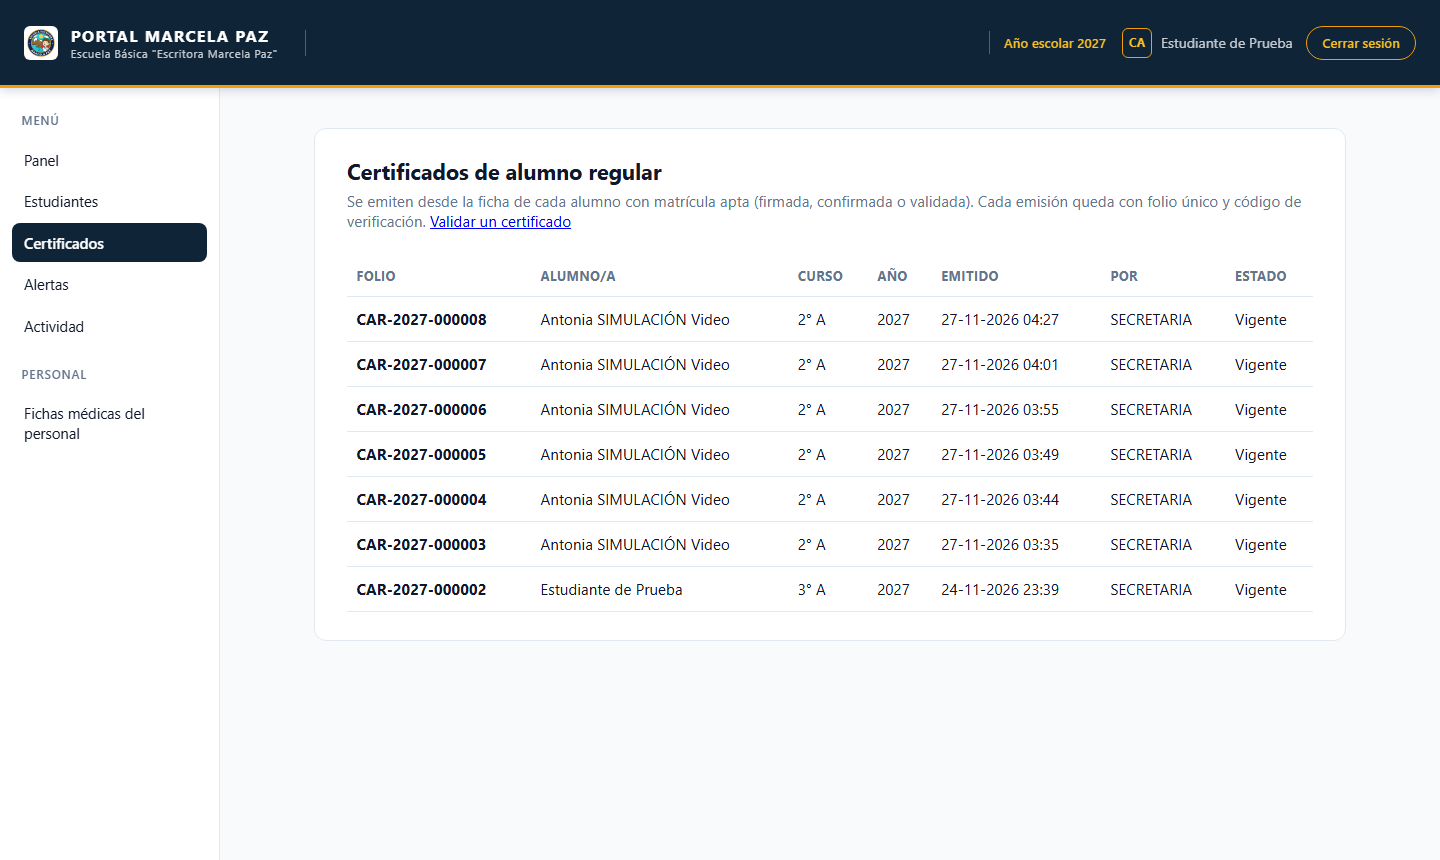 PORTAL MARCELA PAZ
Escuela Básica "Escritora Marcela Paz"
Año escolar 2027
CA
Estudiante de Prueba
Cerrar sesión
MENÚ
Panel
Estudiantes
Certificados
Alertas
Actividad
PERSONAL
Fichas médicas del
personal
Certificados de alumno regular
Se emiten desde la ficha de cada alumno con matrícula apta (firmada, confirmada o validada). Cada emisión queda con folio único y código de
verificación. Validar un certificado
FOLIO ALUMNO/A CURSO AÑO EMITIDO POR ESTADO
CAR-2027-000008 Antonia SIMULACIÓN Video 2° A 2027 27-11-2026 04:27 SECRETARIA Vigente
CAR-2027-000007 Antonia SIMULACIÓN Video 2° A 2027 27-11-2026 04:01 SECRETARIA Vigente
CAR-2027-000006 Antonia SIMULACIÓN Video 2° A 2027 27-11-2026 03:55 SECRETARIA Vigente
CAR-2027-000005 Antonia SIMULACIÓN Video 2° A 2027 27-11-2026 03:49 SECRETARIA Vigente
CAR-2027-000004 Antonia SIMULACIÓN Video 2° A 2027 27-11-2026 03:44 SECRETARIA Vigente
CAR-2027-000003 Antonia SIMULACIÓN Video 2° A 2027 27-11-2026 03:35 SECRETARIA Vigente
CAR-2027-000002 Estudiante de Prueba 3° A 2027 24-11-2026 23:39 SECRETARIA Vigente